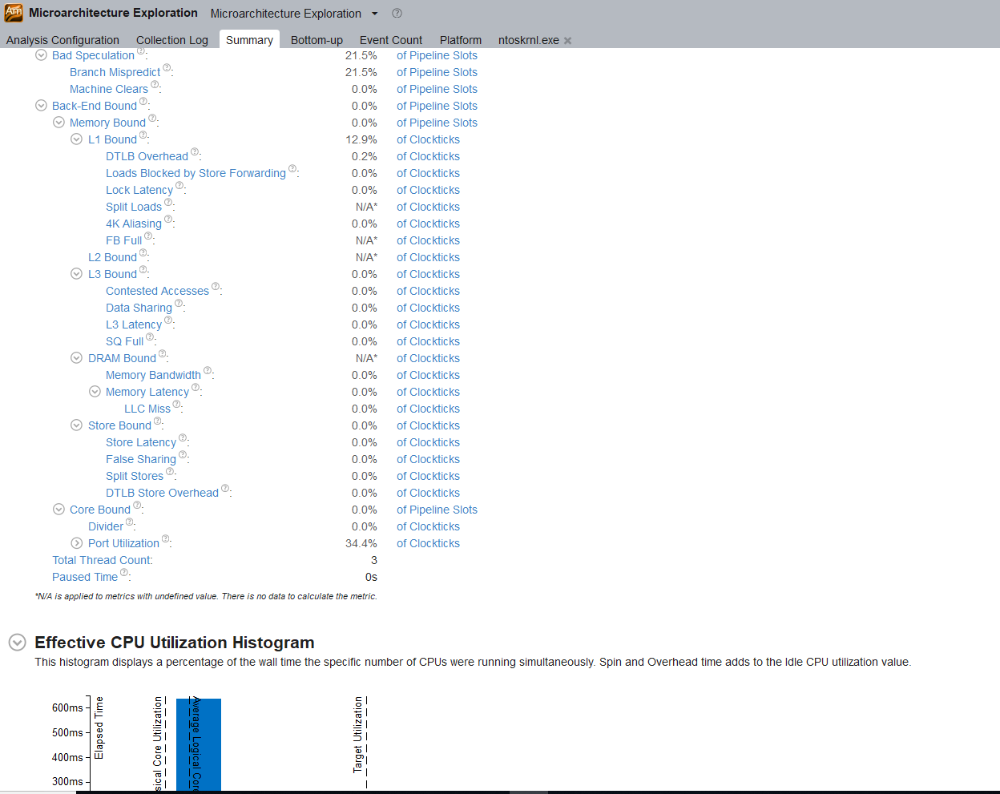 Am Microarchitecture Exploration Microarchitecture Exploration ?
Analysis Configuration Collection Log Summary Bottom-up Event Count Platform ntoskrnl.exe
Bad Speculation ?: 21.5% of Pipeline Slots
Branch Mispredict ?: 21.5% of Pipeline Slots
Machine Clears ?: 0.0% of Pipeline Slots
Back-End Bound ?: 0.0% of Pipeline Slots
Memory Bound ?: 0.0% of Pipeline Slots
L1 Bound ?: 12.9% of Clockticks
DTLB Overhead ?: 0.2% of Clockticks
Loads Blocked by Store Forwarding ?: 0.0% of Clockticks
Lock Latency ?: 0.0% of Clockticks
Split Loads ?: N/A* of Clockticks
4K Aliasing ?: 0.0% of Clockticks
FB Full ?: N/A* of Clockticks
L2 Bound ?: N/A* of Clockticks
L3 Bound ?: 0.0% of Clockticks
Contested Accesses ?: 0.0% of Clockticks
Data Sharing ?: 0.0% of Clockticks
L3 Latency ?: 0.0% of Clockticks
SQ Full ?: 0.0% of Clockticks
DRAM Bound ?: N/A* of Clockticks
Memory Bandwidth ?: 0.0% of Clockticks
Memory Latency ?: 0.0% of Clockticks
LLC Miss ?: 0.0% of Clockticks
Store Bound ?: 0.0% of Clockticks
Store Latency ?: 0.0% of Clockticks
False Sharing ?: 0.0% of Clockticks
Split Stores ?: 0.0% of Clockticks
DTLB Store Overhead ?: 0.0% of Clockticks
Core Bound ?: 0.0% of Pipeline Slots
Divider ?: 0.0% of Clockticks
Port Utilization ?: 34.4% of Clockticks
Total Thread Count: 3
Paused Time ?: 0s
*N/A is applied to metrics with undefined value. There is no data to calculate the metric.
Effective CPU Utilization Histogram
This histogram displays a percentage of the wall time the specific number of CPUs were running simultaneously. Spin and Overhead time adds to the Idle CPU utilization value.
600ms
500ms
400ms
300ms
Elapsed Time
sical Core Utilization
Average Logical Cor
Target Utilization